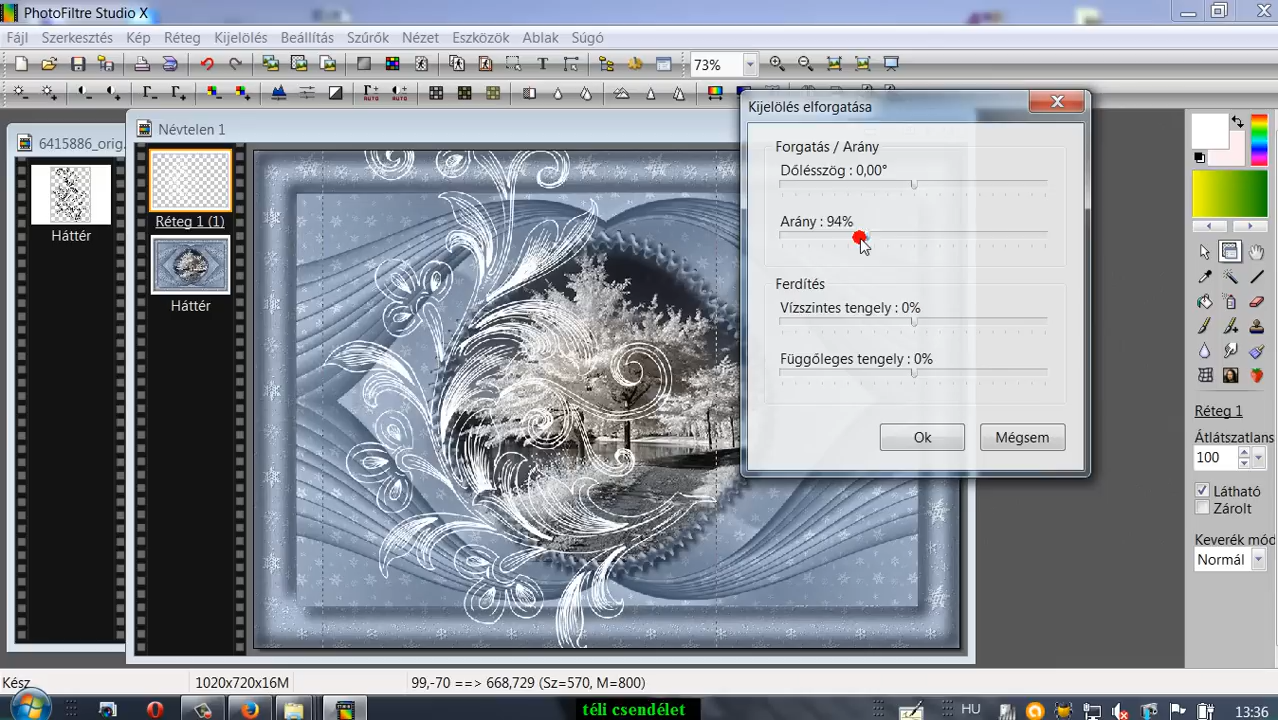 PhotoFiltre Studio X
Fájl Szerkesztés Kép Réteg Kijelölés Beállítás Szűrők Nézet Eszközök Ablak Súgó
73%
AUTO AUTO
6415886_orig.
Háttér
Névtelen 1
Réteg 1 (1)
Háttér
Kijelölés elforgatása
Forgatás / Arány
Dőlésszög : 0,00°
Arány : 94%
Ferdítés
Vízszintes tengely : 0%
Függőleges tengely : 0%
Ok Mégsem
Réteg 1
Átlátszatlans
100
Látható
Zárolt
Keverék mód
Normál
Kész 1020x720x16M 99,-70 ==> 668,729 (Sz=570, M=800)
téli csendélet
HU
13:36